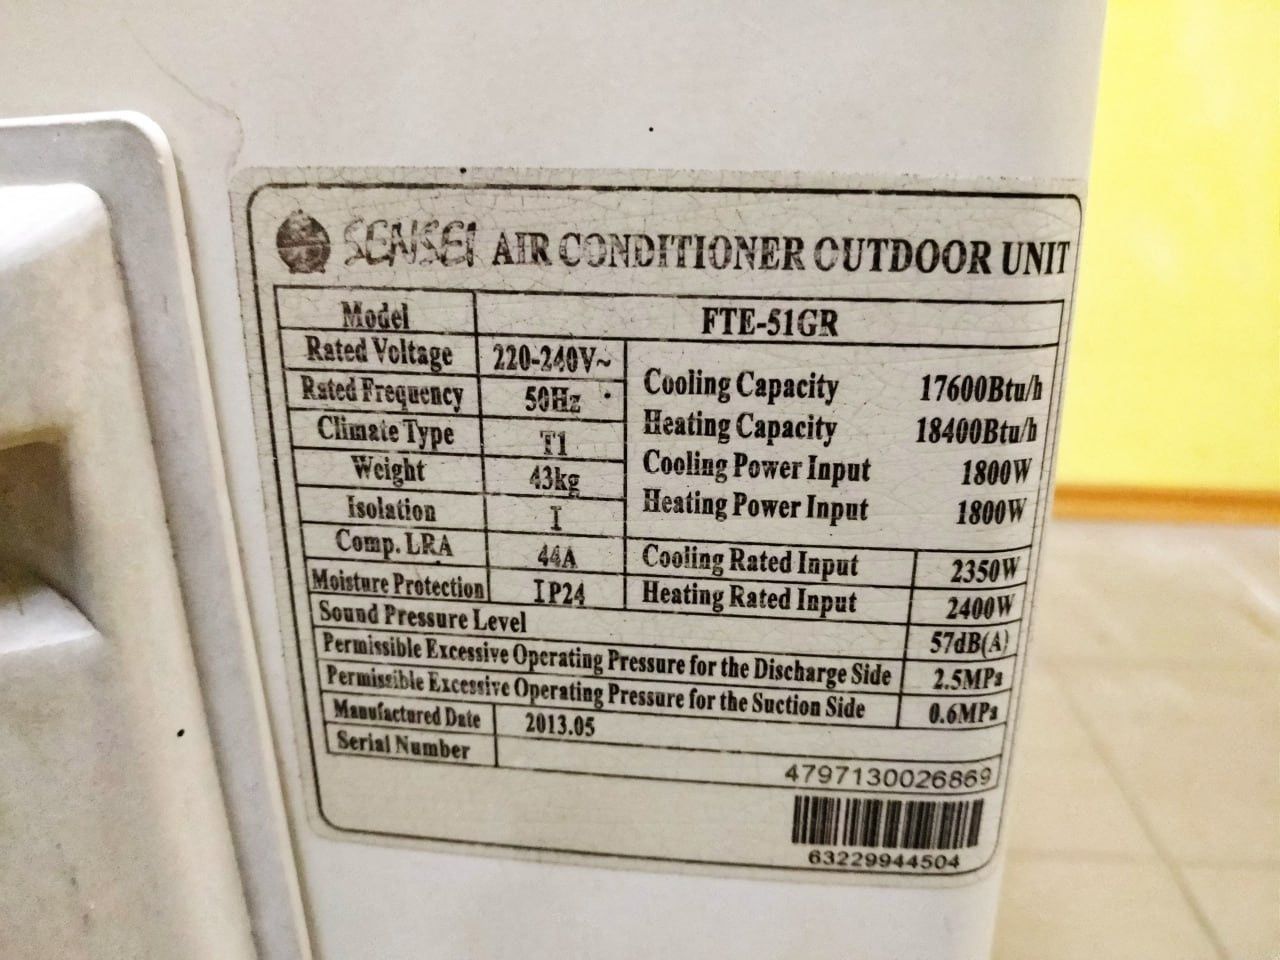 SENSEI AIR CONDITIONER OUTDOOR UNIT
Model FTE-51GR
Rated Voltage 220-240V~
Rated Frequency 50Hz
Climate Type T1
Weight 43kg
Isolation I
Comp. LRA 44A
Moisture Protection IP24
Cooling Capacity 17600Btu/h
Heating Capacity 18400Btu/h
Cooling Power Input 1800W
Heating Power Input 1800W
Cooling Rated Input 2350W
Heating Rated Input 2400W
Sound Pressure Level 57dB(A)
Permissible Excessive Operating Pressure for the Discharge Side 2.5MPa
Permissible Excessive Operating Pressure for the Suction Side 0.6MPa
Manufactured Date 2013.05
Serial Number
4797130026869
63229944504